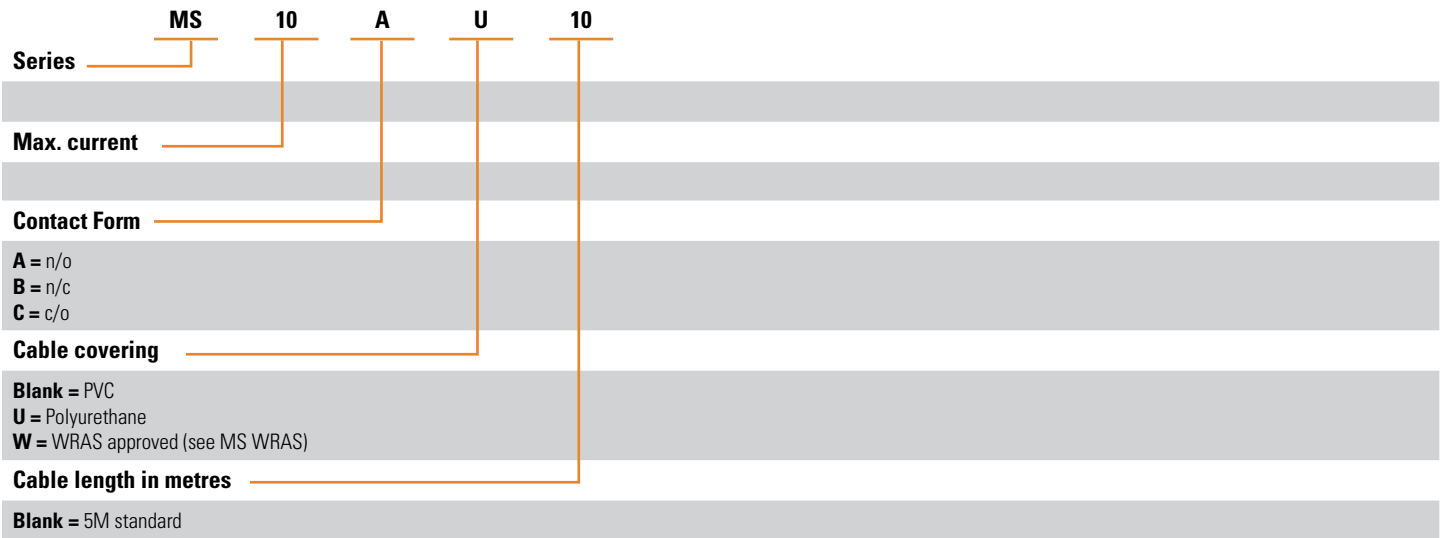 MS 10 A U 10
Series
Max. current
Contact Form
A = n/o
B = n/c
C = c/o
Cable covering
Blank = PVC
U = Polyurethane
W = WRAS approved (see MS WRAS)
Cable length in metres
Blank = 5M standard